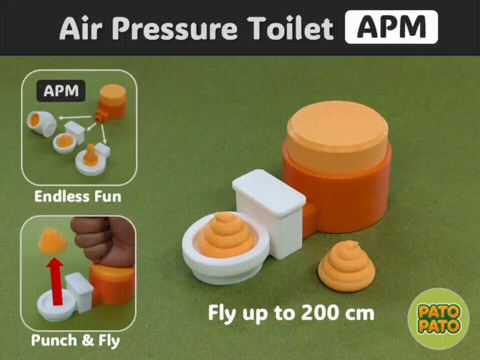 Air Pressure Toilet APM
APM
Endless Fun
Punch & Fly
Fly up to 200 cm
PATO
PATO